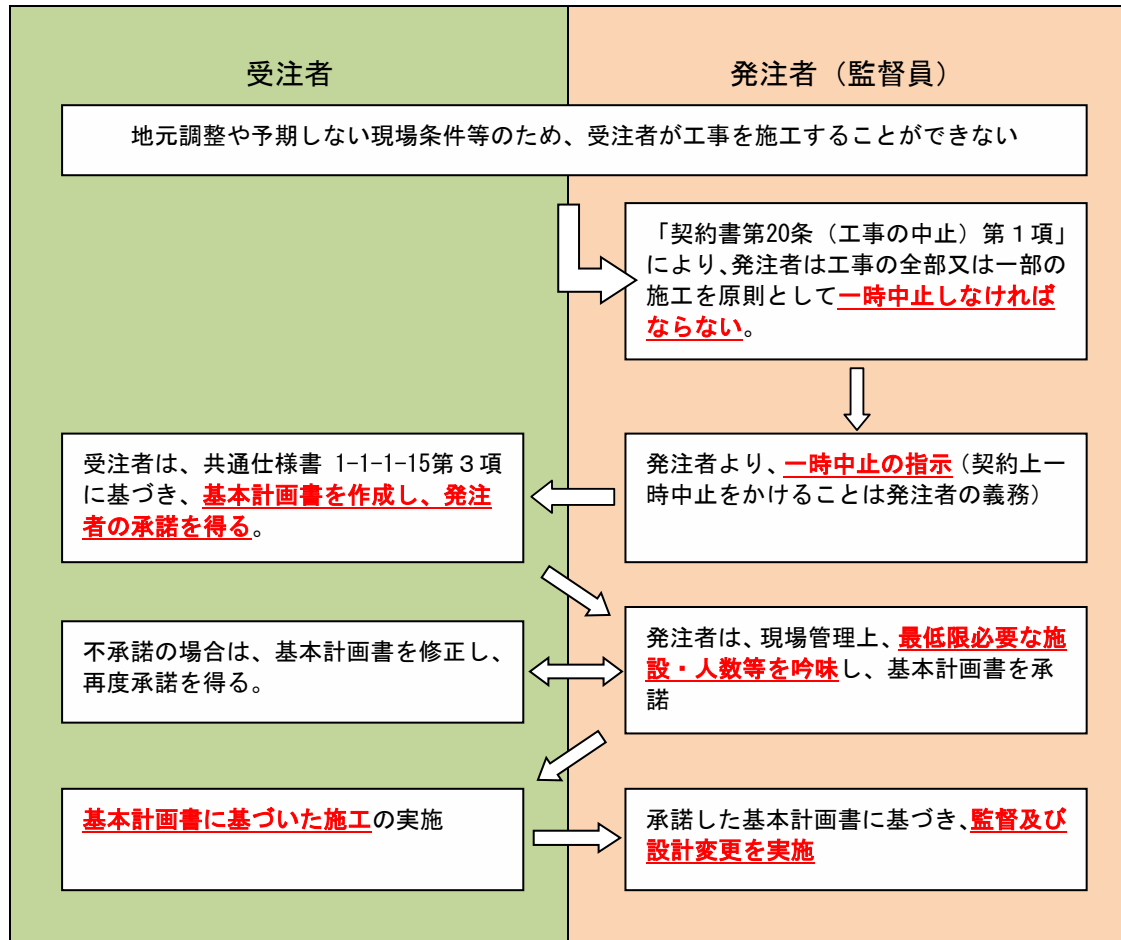 受注者
発注者（監督員）
地元調整や予期しない現場条件等のため、受注者が工事を施工することができない
「契約書第20条（工事の中止）第１項」
により、発注者は工事の全部又は一部の
施工を原則として一時中止しなければ
ならない。
発注者より、一時中止の指示（契約上一
時中止をかけることは発注者の義務）
受注者は、共通仕様書 1-1-1-15第３項
に基づき、基本計画書を作成し、発注
者の承諾を得る。
発注者は、現場管理上、最低限必要な施
設・人数等を吟味し、基本計画書を承
諾
不承諾の場合は、基本計画書を修正し、
再度承諾を得る。
基本計画書に基づいた施工の実施
承諾した基本計画書に基づき、監督及び
設計変更を実施